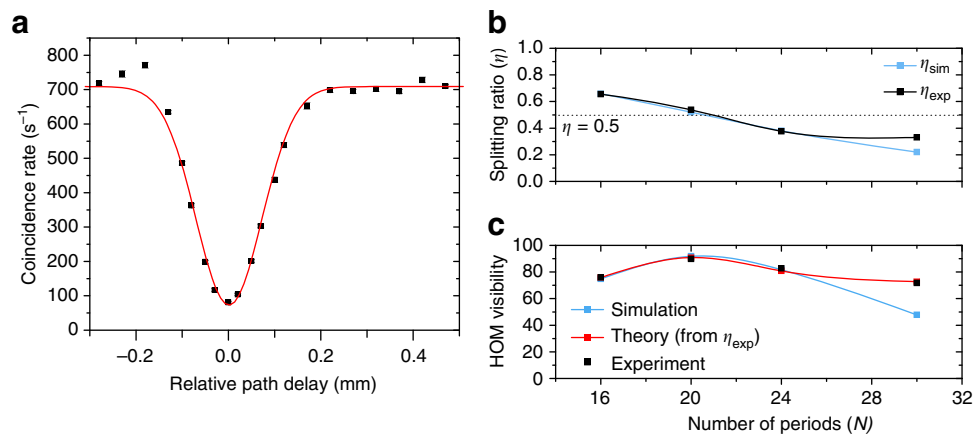 a
Coincidence rate (s⁻¹)
800
700
600
500
400
300
200
100
0
−0.2 0.0 0.2 0.4
Relative path delay (mm)
b
Splitting ratio (η)
1.0
0.8
0.6
0.4
0.2
0.0
η = 0.5
ηsim
ηexp
c
HOM visibility
100
80
60
40
20
0
Simulation
Theory (from ηexp)
Experiment
16 20 24 28 32
Number of periods (N)